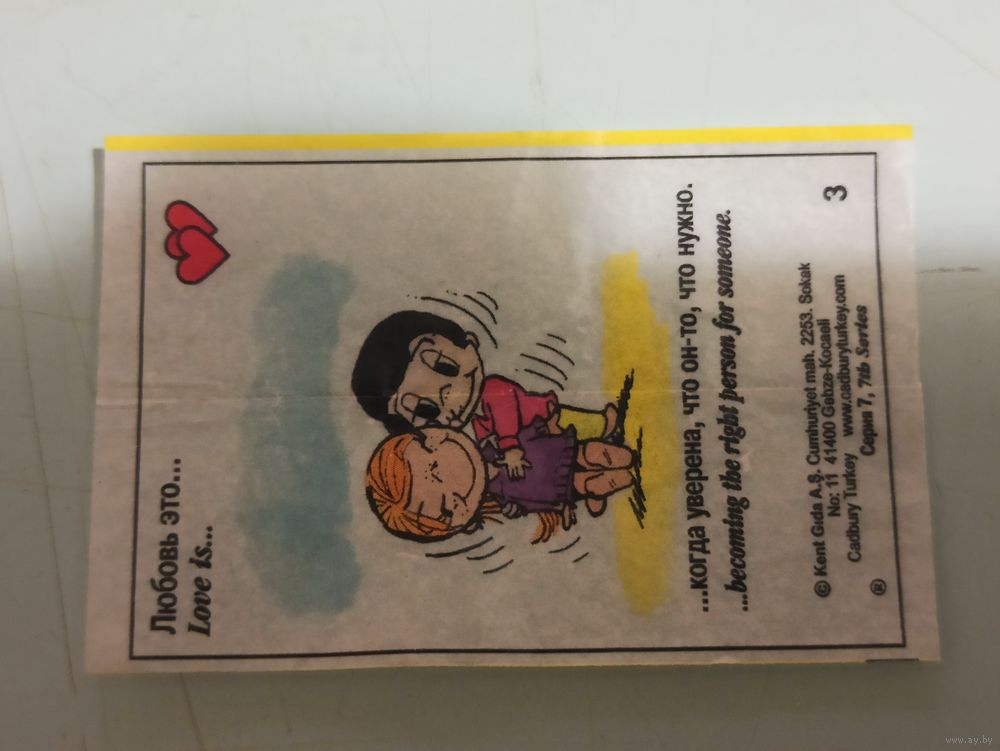 Любовь это...
Love is...
...когда уверена, что он-то, что нужно.
...becoming the right person for someone.
© Kent Gıda A.Ş. Cumhuriyet mah. 2253. Sokak
No: 11 41400 Gebze-Kocaeli
Cadbury Turkey www.cadburyturkey.com
® Серия 7, 7th Series
3
www.ay.by